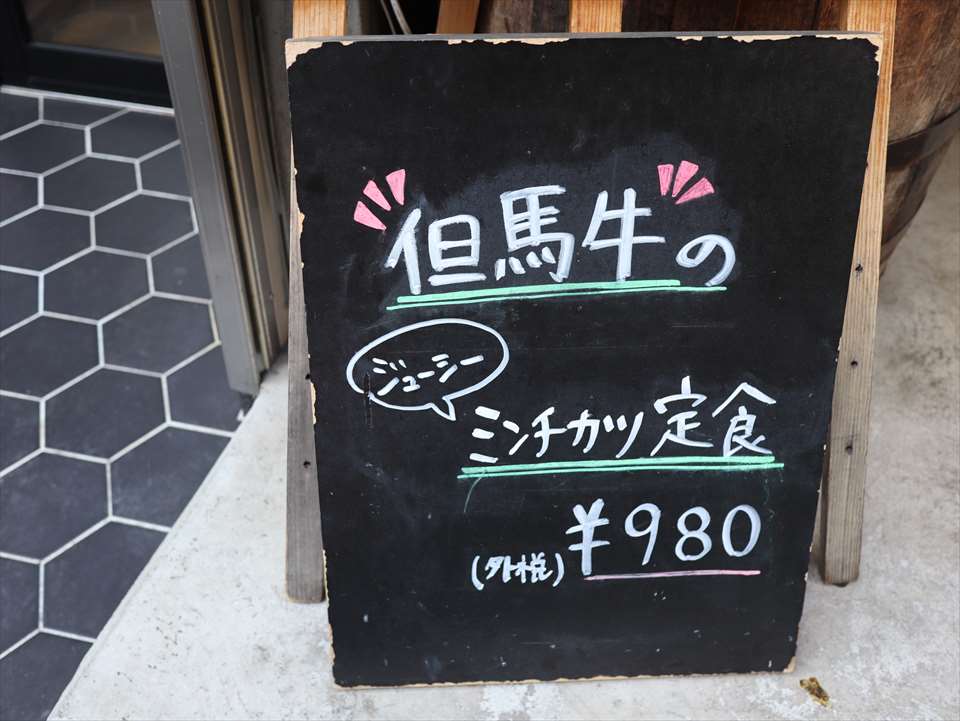 但馬牛の
ジューシー
ミンチカツ定食
(外税)¥980